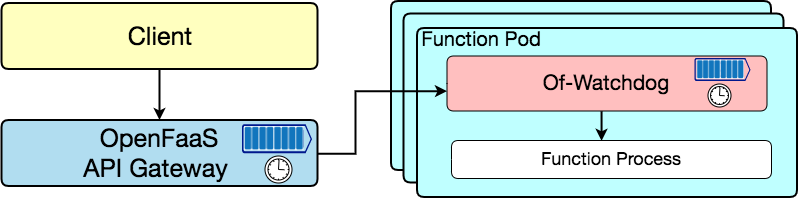 Client
OpenFaaS
API Gateway
Function Pod
Of-Watchdog
Function Process